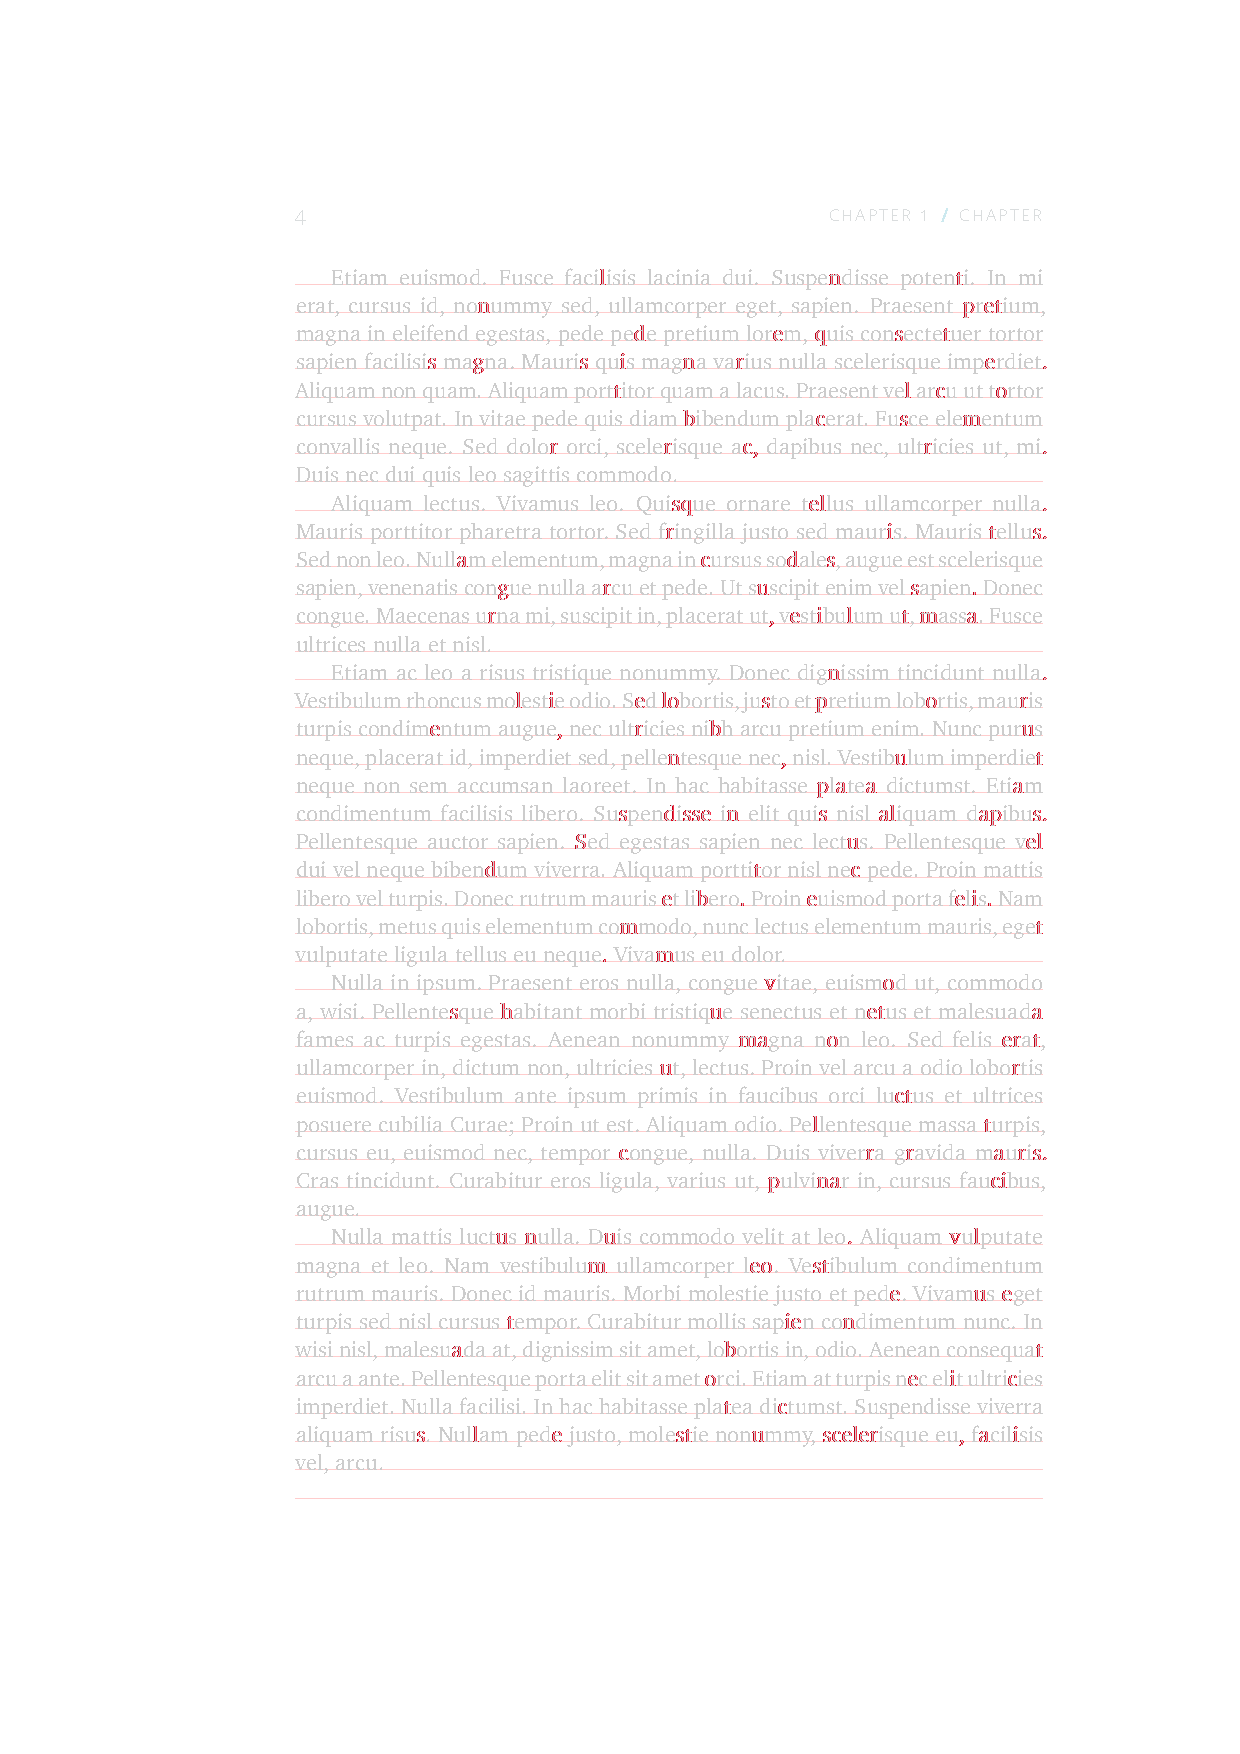 4
CHAPTER 1 / CHAPTER
Etiam euismod. Fusce facilisis lacinia dui. Suspendisse potenti. In mi
erat, cursus id, nonummy sed, ullamcorper eget, sapien. Praesent pretium,
magna in eleifend egestas, pede pede pretium lorem, quis consectetuer tortor
sapien facilisis magna. Mauris quis magna varius nulla scelerisque imperdiet.
Aliquam non quam. Aliquam porttitor quam a lacus. Praesent vel arcu ut tortor
cursus volutpat. In vitae pede quis diam bibendum placerat. Fusce elementum
convallis neque. Sed dolor orci, scelerisque ac, dapibus nec, ultricies ut, mi.
Duis nec dui quis leo sagittis commodo.
Aliquam lectus. Vivamus leo. Quisque ornare tellus ullamcorper nulla.
Mauris porttitor pharetra tortor. Sed fringilla justo sed mauris. Mauris tellus.
Sed non leo. Nullam elementum, magna in cursus sodales, augue est scelerisque
sapien, venenatis congue nulla arcu et pede. Ut suscipit enim vel sapien. Donec
congue. Maecenas urna mi, suscipit in, placerat ut, vestibulum ut, massa. Fusce
ultrices nulla et nisl.
Etiam ac leo a risus tristique nonummy. Donec dignissim tincidunt nulla.
Vestibulum rhoncus molestie odio. Sed lobortis, justo et pretium lobortis, mauris
turpis condimentum augue, nec ultricies nibh arcu pretium enim. Nunc purus
neque, placerat id, imperdiet sed, pellentesque nec, nisl. Vestibulum imperdiet
neque non sem accumsan laoreet. In hac habitasse platea dictumst. Etiam
condimentum facilisis libero. Suspendisse in elit quis nisl aliquam dapibus.
Pellentesque auctor sapien. Sed egestas sapien nec lectus. Pellentesque vel
dui vel neque bibendum viverra. Aliquam porttitor nisl nec pede. Proin mattis
libero vel turpis. Donec rutrum mauris et libero. Proin euismod porta felis. Nam
lobortis, metus quis elementum commodo, nunc lectus elementum mauris, eget
vulputate ligula tellus eu neque. Vivamus eu dolor.
Nulla in ipsum. Praesent eros nulla, congue vitae, euismod ut, commodo
a, wisi. Pellentesque habitant morbi tristique senectus et netus et malesuada
fames ac turpis egestas. Aenean nonummy magna non leo. Sed felis erat,
ullamcorper in, dictum non, ultricies ut, lectus. Proin vel arcu a odio lobortis
euismod. Vestibulum ante ipsum primis in faucibus orci luctus et ultrices
posuere cubilia Curae; Proin ut est. Aliquam odio. Pellentesque massa turpis,
cursus eu, euismod nec, tempor congue, nulla. Duis viverra gravida mauris.
Cras tincidunt. Curabitur eros ligula, varius ut, pulvinar in, cursus faucibus,
augue.
Nulla mattis luctus nulla. Duis commodo velit at leo. Aliquam vulputate
magna et leo. Nam vestibulum ullamcorper leo. Vestibulum condimentum
rutrum mauris. Donec id mauris. Morbi molestie justo et pede. Vivamus eget
turpis sed nisl cursus tempor. Curabitur mollis sapien condimentum nunc. In
wisi nisl, malesuada at, dignissim sit amet, lobortis in, odio. Aenean consequat
arcu a ante. Pellentesque porta elit sit amet orci. Etiam at turpis nec elit ultricies
imperdiet. Nulla facilisi. In hac habitasse platea dictumst. Suspendisse viverra
aliquam risus. Nullam pede justo, molestie nonummy, scelerisque eu, facilisis
vel, arcu.